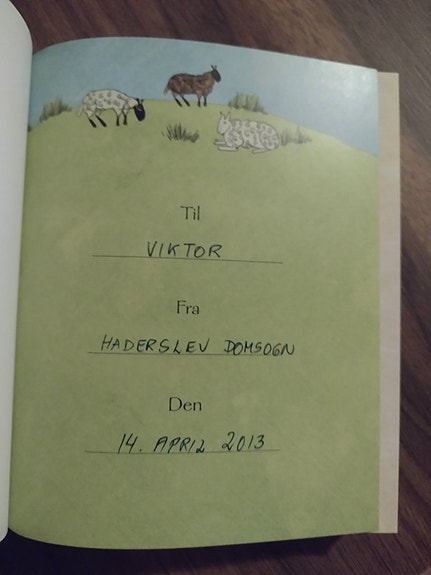 Til
VIKTOR
Fra
HADERSLEV DOMSOGN
Den
14. APRIL 2013